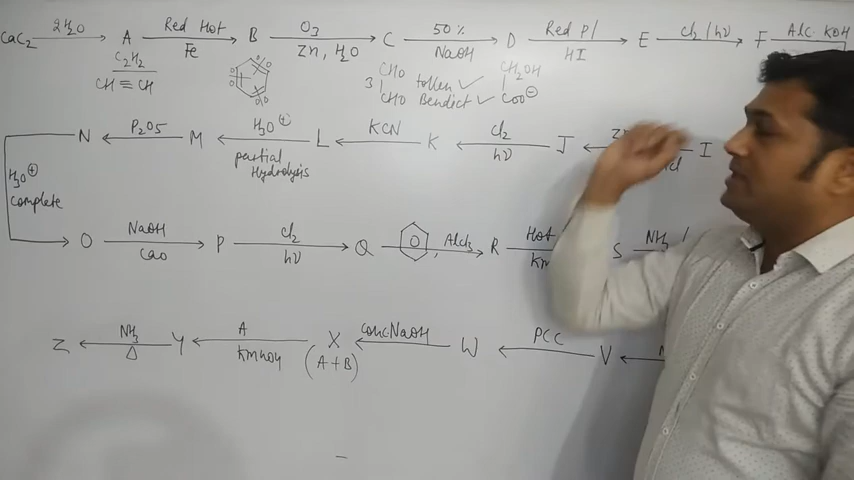 CaC2 2H2O A Red Hot Fe B O3 Zn, H2O C 50% NaOH D Red P/ HI E Cl2/hν F Alc. KOH
C2H2
CH≡CH
3 CHO CHO Tollen ✓ Benedict ✓ CH2OH COO⊖
N P2O5 M H3O⊕ partial Hydrolysis L KCN K Cl2 hν J I
H3O⊕ complete
O NaOH CaO P Cl2 hν Q , AlCl3 R Hot S NH3/
Z NH3 Δ Y A KMnO4 X (A+B) Conc. NaOH W PCC V